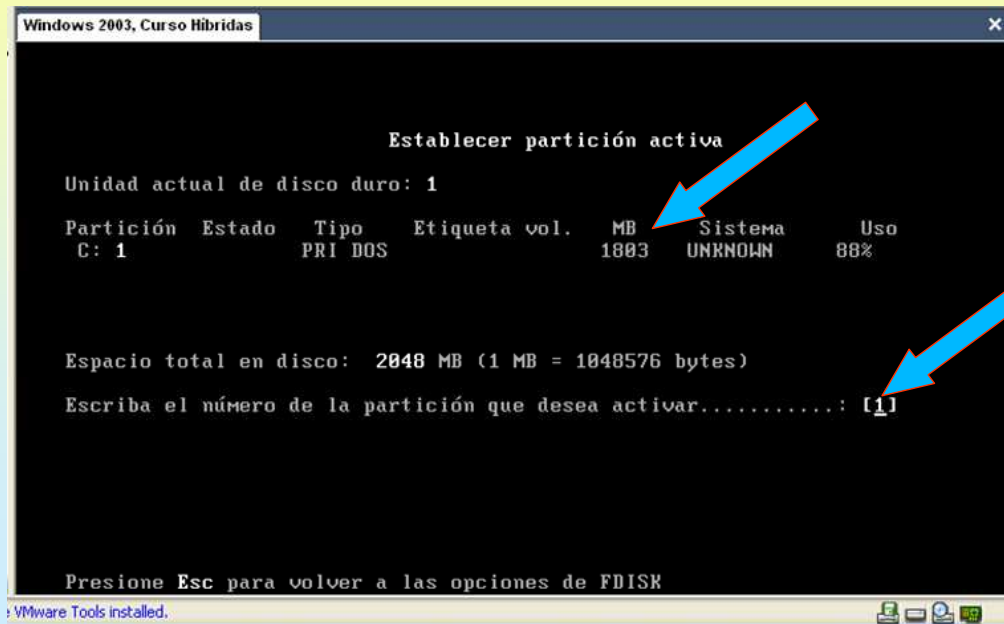 Windows 2003, Curso Hibridas
Establecer partición activa
Unidad actual de disco duro: 1
Partición Estado Tipo Etiqueta vol. MB Sistema Uso
C: 1 PRI DOS 1803 UNKNOWN 88%
Espacio total en disco: 2048 MB (1 MB = 1048576 bytes)
Escriba el número de la partición que desea activar...........: [1]
Presione Esc para volver a las opciones de FDISK
VMware Tools installed.